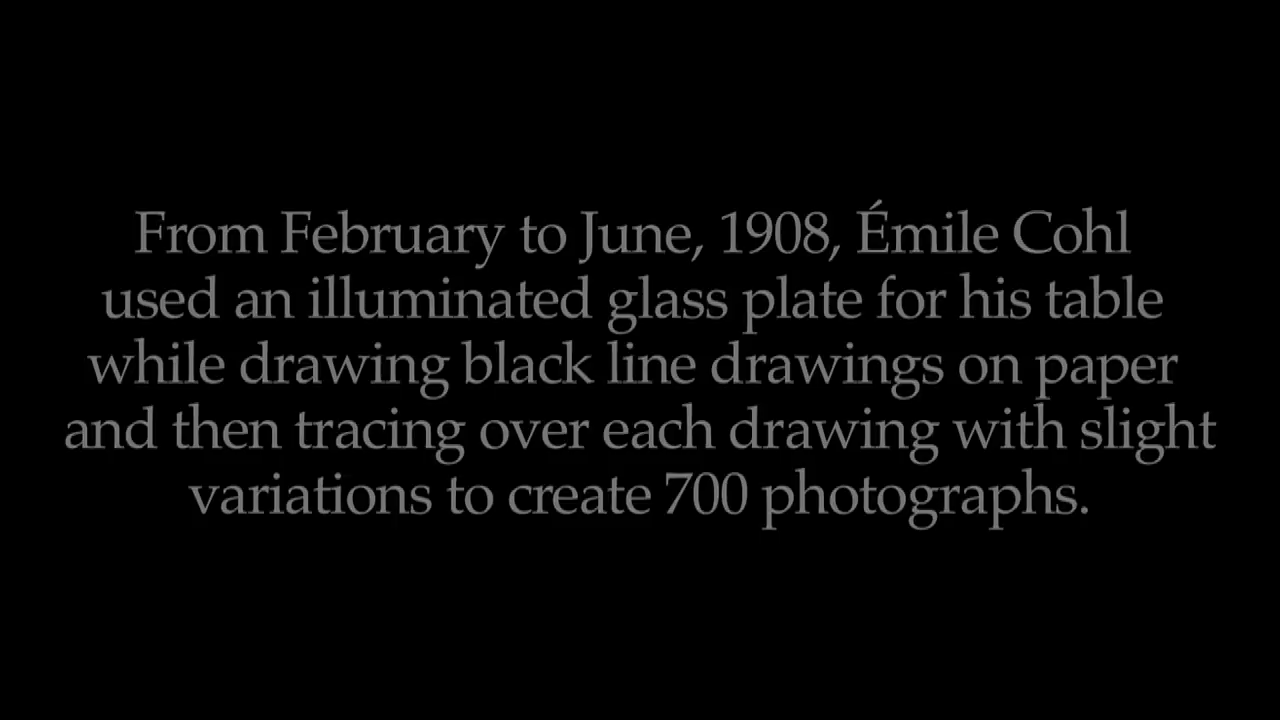 From February to June, 1908, Émile Cohl
used an illuminated glass plate for his table
while drawing black line drawings on paper
and then tracing over each drawing with slight
variations to create 700 photographs.